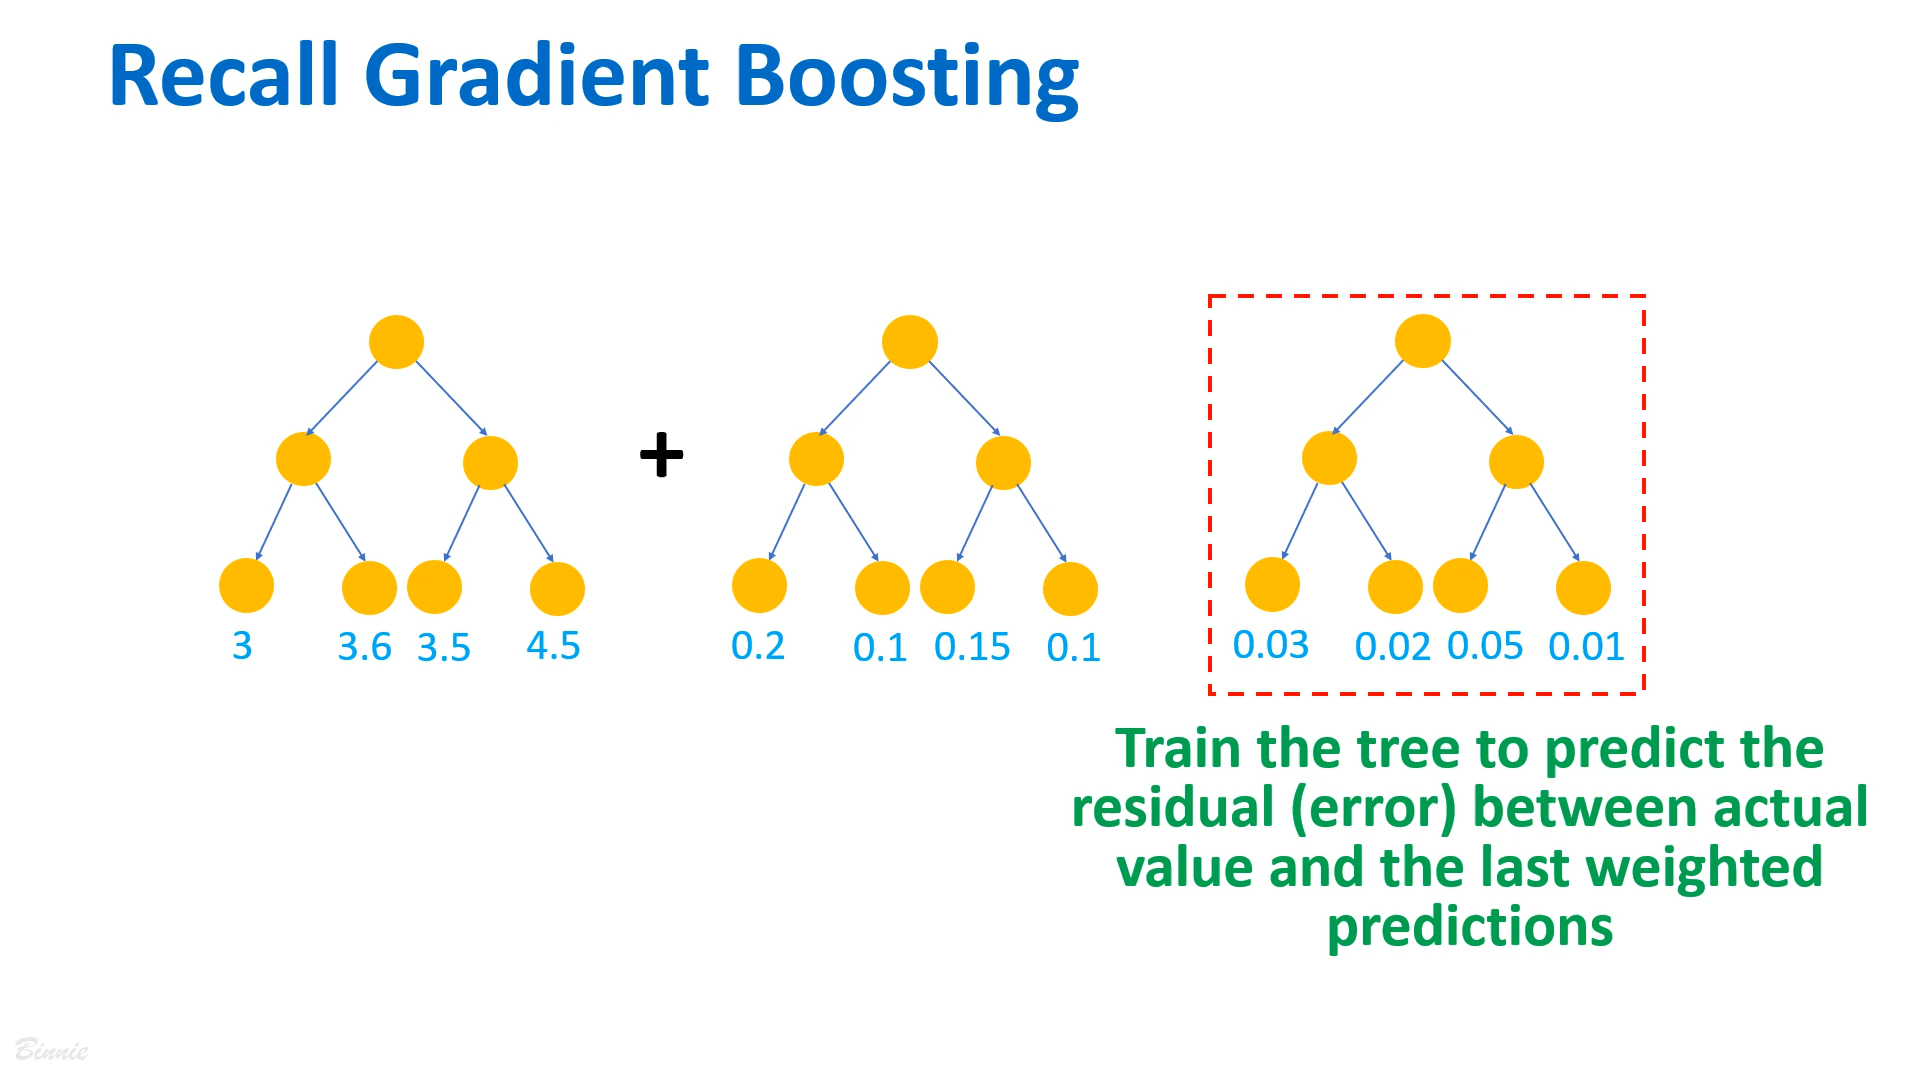 Recall Gradient Boosting
+
3 3.6 3.5 4.5
0.2 0.1 0.15 0.1
0.03 0.02 0.05 0.01
Train the tree to predict the
residual (error) between actual
value and the last weighted
predictions
Binnie